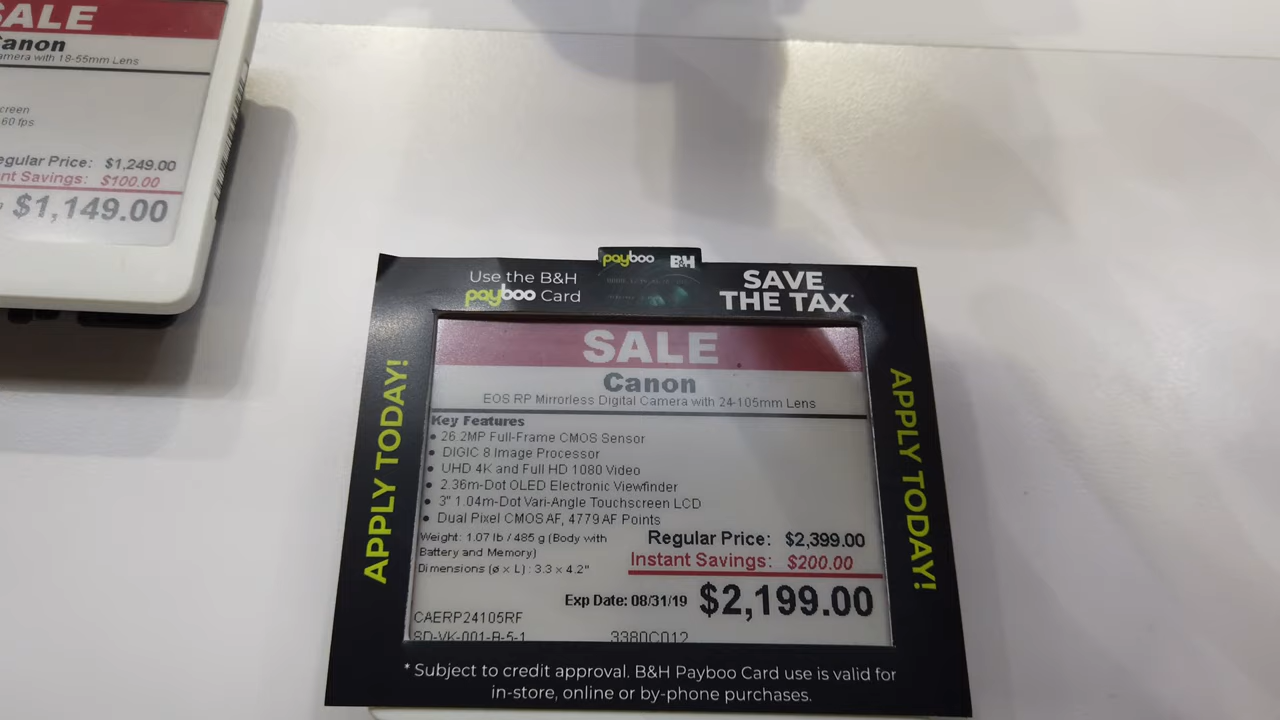 SALE
Canon
amera with 18-55mm Lens
creen
60 fps
egular Price: $1,249.00
nt Savings: $100.00
$1,149.00
payboo B&H
Use the B&H
payboo Card
SAVE
THE TAX*
APPLY TODAY!
SALE
Canon
EOS RP Mirrorless Digital Camera with 24-105mm Lens
Key Features
• 26.2MP Full-Frame CMOS Sensor
• DIGIC 8 Image Processor
• UHD 4K and Full HD 1080 Video
• 2.36m-Dot OLED Electronic Viewfinder
• 3" 1.04m-Dot Vari-Angle Touchscreen LCD
• Dual Pixel CMOS AF, 4779 AF Points
Weight: 1.07 lb / 485 g (Body with
Battery and Memory)
Dimensions (ø x L) : 3.3 × 4.2"
Regular Price: $2,399.00
Instant Savings: $200.00
Exp Date: 08/31/19 $2,199.00
CAERP24105RF
SD-VK-001-B-5-1 3380C012
APPLY TODAY!
* Subject to credit approval. B&H Payboo Card use is valid for
in-store, online or by-phone purchases.